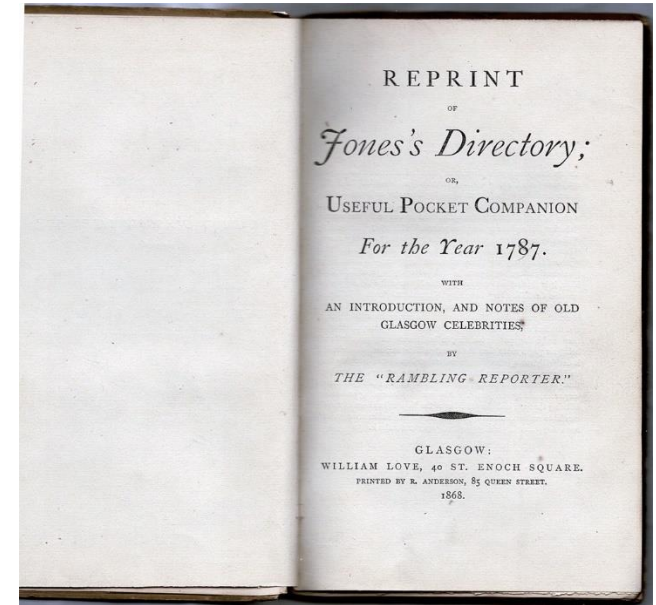 REPRINT
OF
Jones's Directory;
OR,
USEFUL POCKET COMPANION
For the Year 1787.
WITH
AN INTRODUCTION, AND NOTES OF OLD
GLASGOW CELEBRITIES,
BY
THE "RAMBLING REPORTER."
GLASGOW:
WILLIAM LOVE, 40 ST. ENOCH SQUARE.
PRINTED BY R. ANDERSON, 85 QUEEN STREET.
1868.